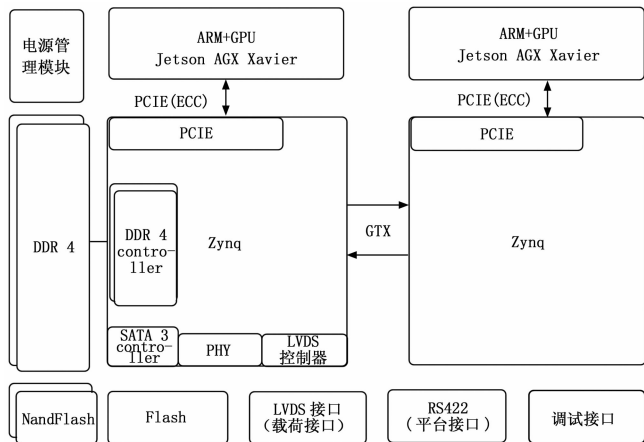 电源管
理模块
ARM+GPU
Jetson AGX Xavier
ARM+GPU
Jetson AGX Xavier
PCIE(ECC)
PCIE(ECC)
PCIE
PCIE
DDR 4
DDR 4
contro-
ller
Zynq
GTX
Zynq
SATA 3
contro-
ller
PHY
LVDS
控制器
NandFlash
Flash
LVDS 接口
(载荷接口)
RS422
(平台接口)
调试接口